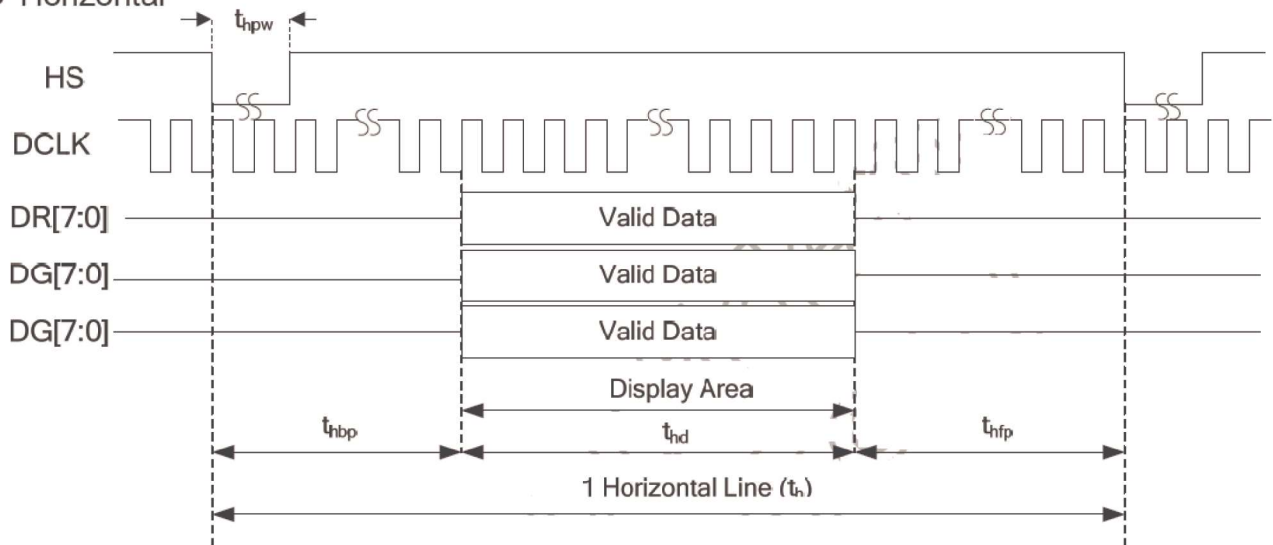 Horizontal
thpw
HS
DCLK
DR[7:0]
Valid Data
DG[7:0]
Valid Data
DG[7:0]
Valid Data
Display Area
thbp
thd
thfp
1 Horizontal Line (th)